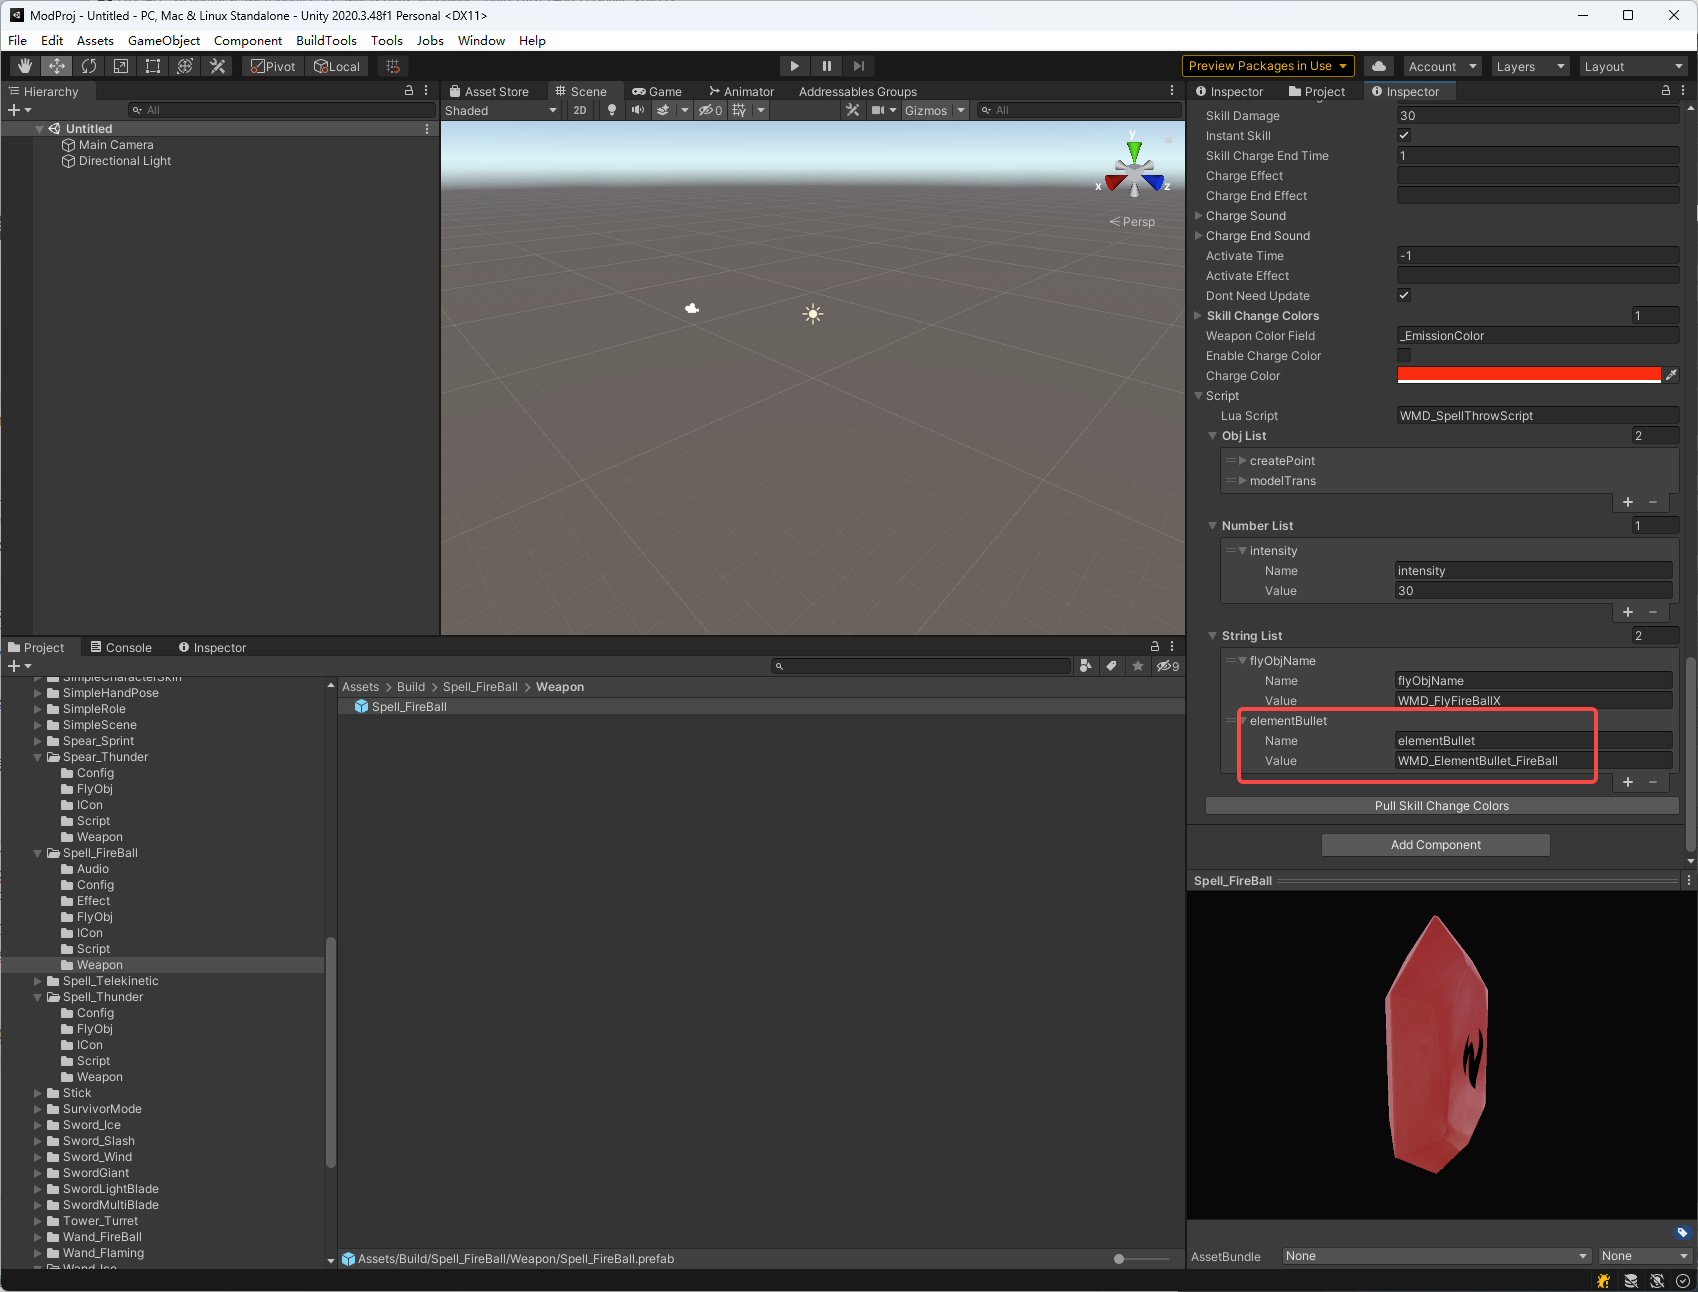 ModProj - Untitled - PC, Mac & Linux Standalone - Unity 2020.3.48f1 Personal <DX11>
File Edit Assets GameObject Component BuildTools Tools Jobs Window Help
Pivot Local
Preview Packages in Use
Account
Layers
Layout
Hierarchy
All
Untitled
Main Camera
Directional Light
Asset Store
Scene
Game
Animator
Addressables Groups
Shaded
2D
0
Gizmos
All
y
x
z
Persp
Inspector
Project
Inspector
Skill Damage 30
Instant Skill
Skill Charge End Time 1
Charge Effect
Charge End Effect
Charge Sound
Charge End Sound
Activate Time -1
Activate Effect
Dont Need Update
Skill Change Colors 1
Weapon Color Field _EmissionColor
Enable Charge Color
Charge Color
Script
Lua Script WMD_SpellThrowScript
Obj List 2
createPoint
modelTrans
Number List 1
intensity
Name intensity
Value 30
String List 2
flyObjName
Name flyObjName
Value WMD_FlyFireBallX
elementBullet
Name elementBullet
Value WMD_ElementBullet_FireBall
Pull Skill Change Colors
Add Component
Spell_FireBall
AssetBundle None None
Project
Console
Inspector
9
SimpleCharacterSkin
SimpleHandPose
SimpleRole
SimpleScene
Spear_Sprint
Spear_Thunder
Config
FlyObj
ICon
Script
Weapon
Spell_FireBall
Audio
Config
Effect
FlyObj
ICon
Script
Weapon
Spell_Telekinetic
Spell_Thunder
Config
FlyObj
ICon
Script
Weapon
Stick
SurvivorMode
Sword_Ice
Sword_Slash
Sword_Wind
SwordGiant
SwordLightBlade
SwordMultiBlade
Tower_Turret
Wand_FireBall
Wand_Flaming
Wand_Ice
Assets > Build > Spell_FireBall > Weapon
Spell_FireBall
Assets/Build/Spell_FireBall/Weapon/Spell_FireBall.prefab